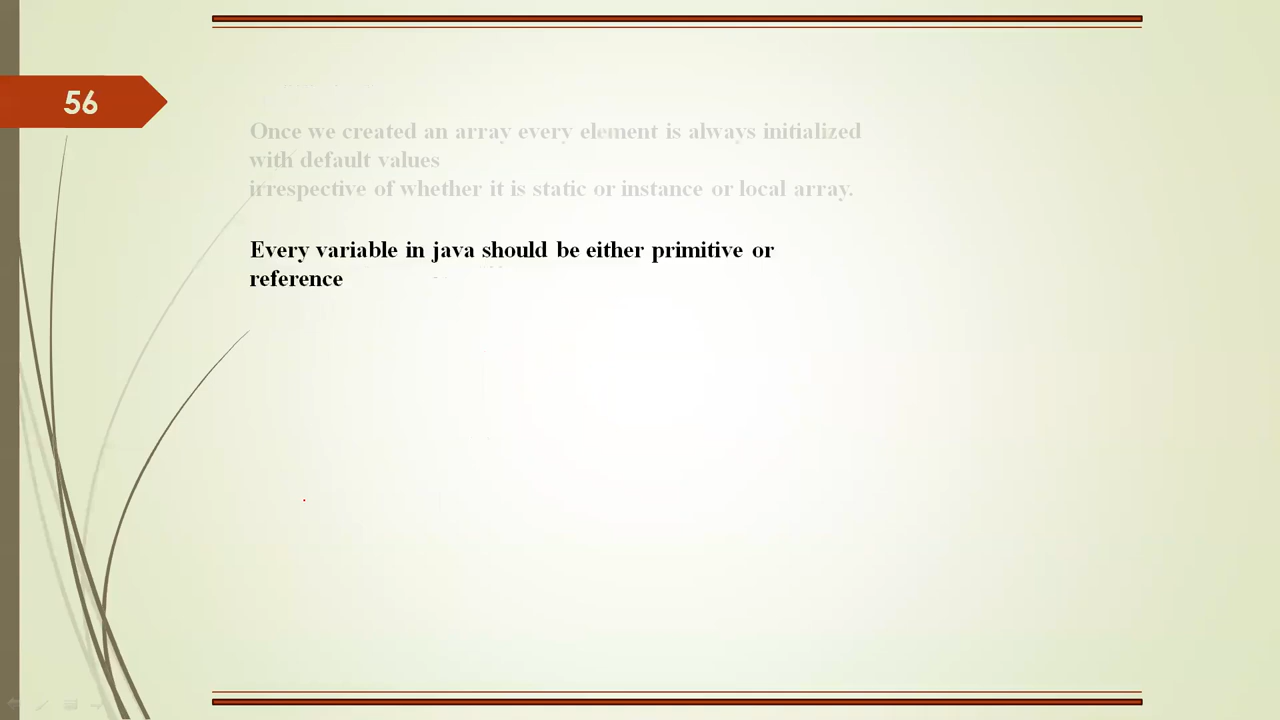 56
Once we created an array every element is always initialized
with default values
irrespective of whether it is static or instance or local array.
Every variable in java should be either primitive or
reference